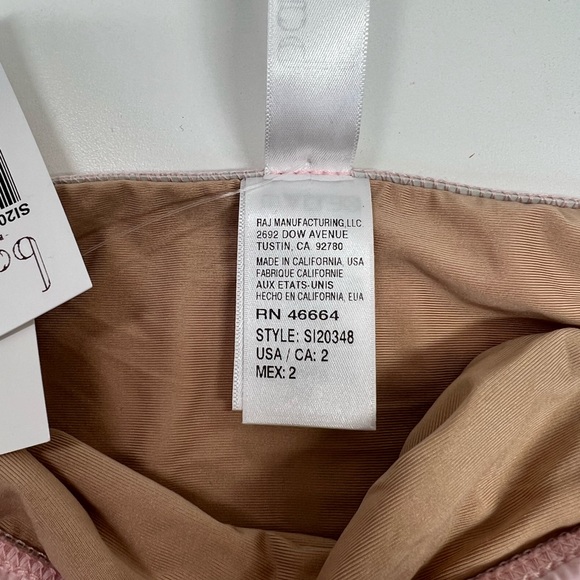 RAJ MANUFACTURING,LLC
2692 DOW AVENUE
TUSTIN, CA. 92780
MADE IN CALIFORNIA, USA
FABRIQUE CALIFORNIE
AUX ETATS-UNIS
HECHO EN CALIFORNIA, EUA
RN 46664
STYLE: SI20348
USA / CA: 2
MEX: 2